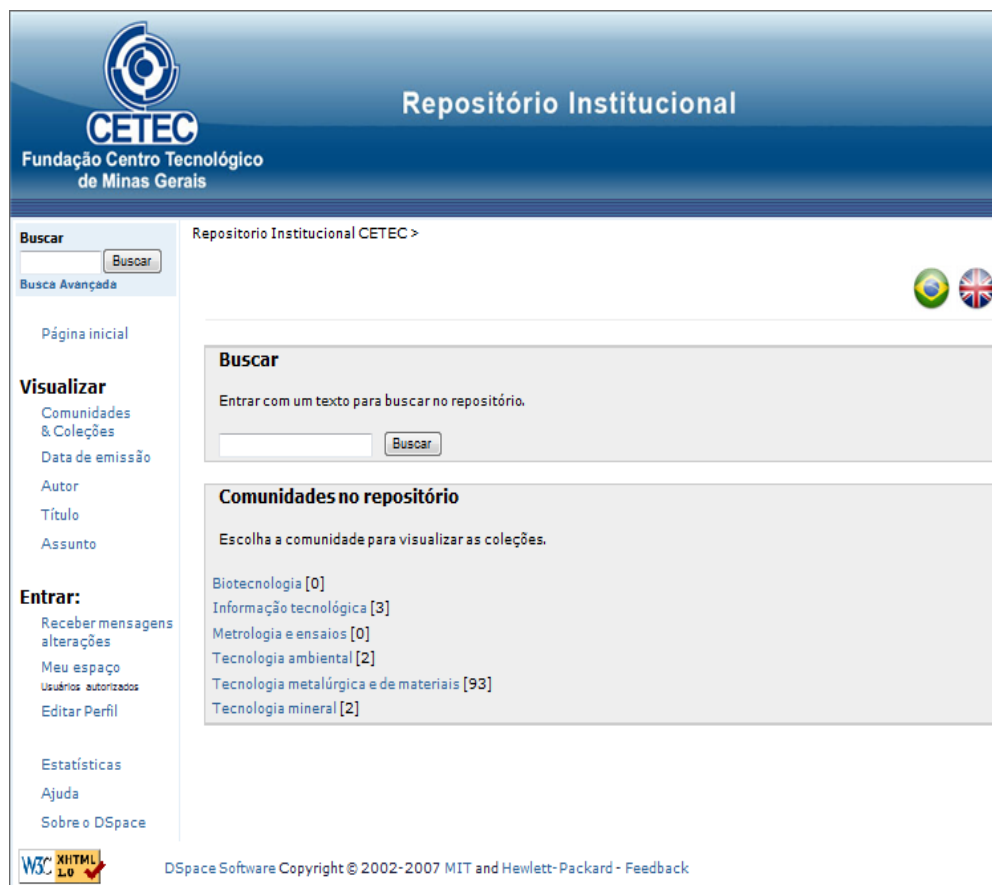 CETEC
Fundação Centro Tecnológico
de Minas Gerais
Repositório Institucional
Buscar
Buscar
Busca Avançada
Página inicial
Visualizar
Comunidades
& Coleções
Data de emissão
Autor
Título
Assunto
Entrar:
Receber mensagens
alterações
Meu espaço
Usuários autorizados
Editar Perfil
Estatísticas
Ajuda
Sobre o DSpace
Repositorio Institucional CETEC >
Buscar
Entrar com um texto para buscar no repositório.
Buscar
Comunidades no repositório
Escolha a comunidade para visualizar as coleções.
Biotecnologia [0]
Informação tecnológica [3]
Metrologia e ensaios [0]
Tecnologia ambiental [2]
Tecnologia metalúrgica e de materiais [93]
Tecnologia mineral [2]
W3C XHTML 1.0
DSpace Software Copyright © 2002-2007 MIT and Hewlett-Packard - Feedback